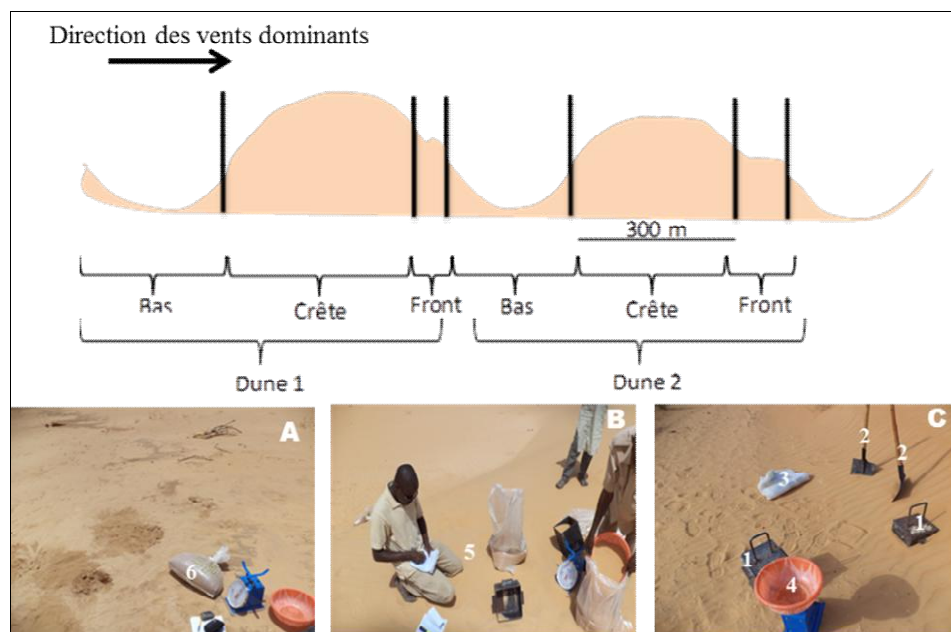 Direction des vents dominants
300 m
Bas Crête Front Bas Crête Front
Dune 1 Dune 2
A B C
2 2
3
1
5
6 1
4